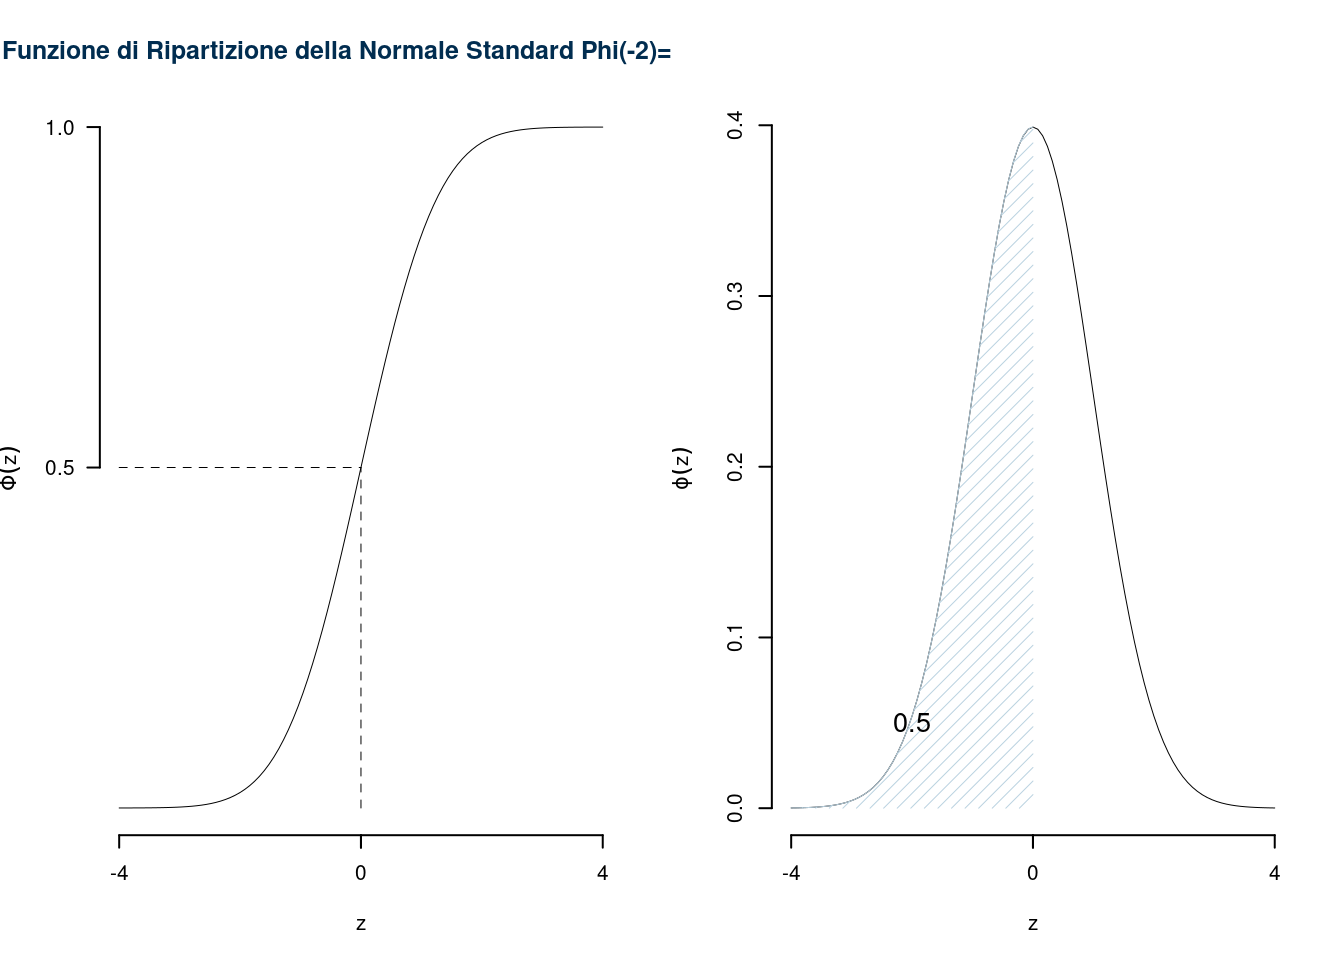 Funzione di Ripartizione della Normale Standard Phi(-2)=
1.0
0.5
ϕ(z)
-4 0 4
z
0.4
0.3
0.2
0.1
0.0
ϕ(z)
0.5
-4 0 4
z